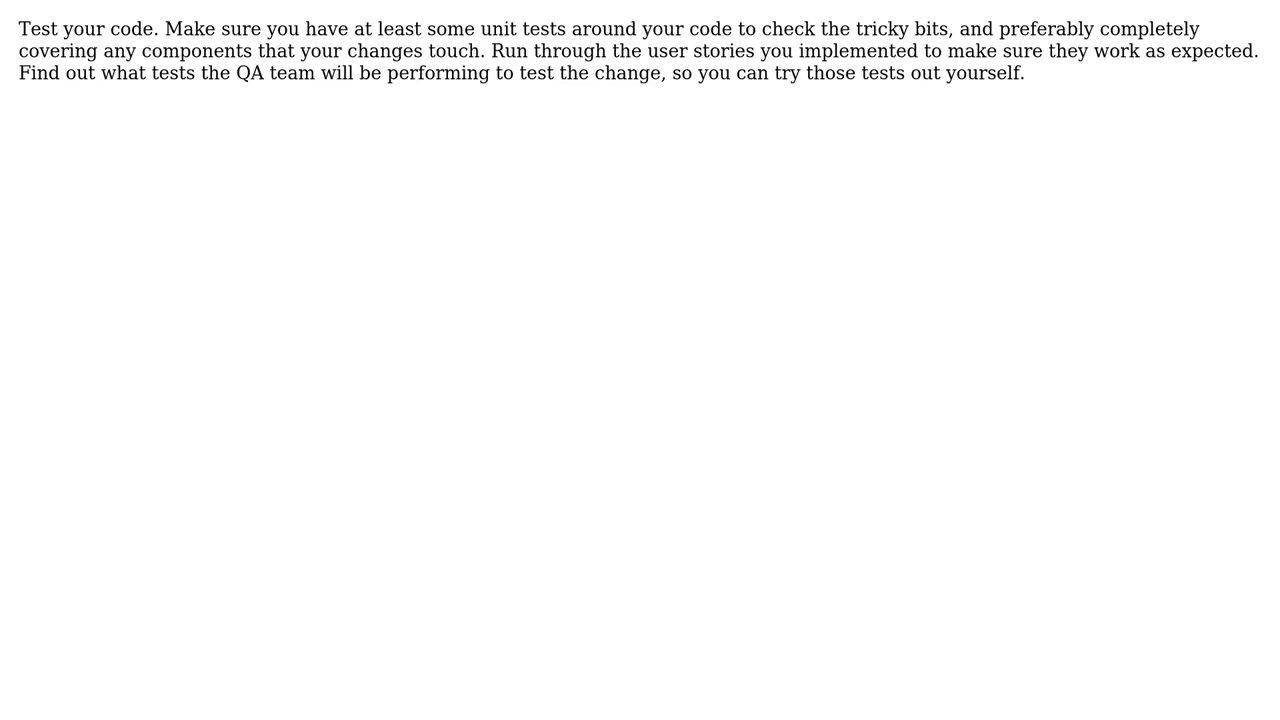 Test your code. Make sure you have at least some unit tests around your code to check the tricky bits, and preferably completely
covering any components that your changes touch. Run through the user stories you implemented to make sure they work as expected.
Find out what tests the QA team will be performing to test the change, so you can try those tests out yourself.